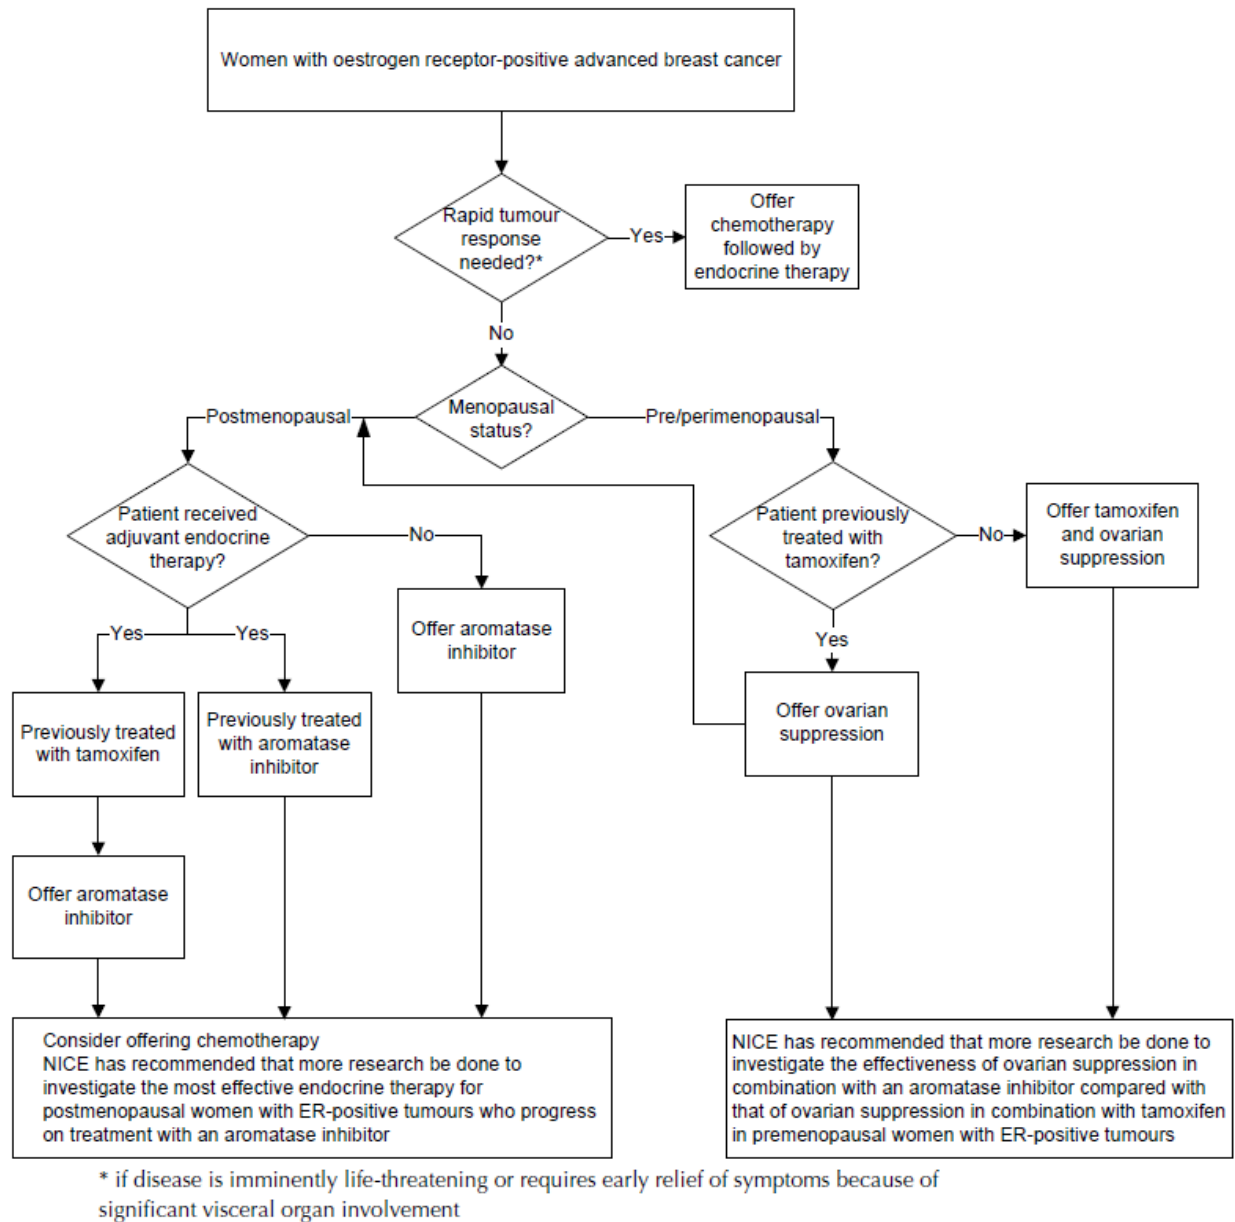 Women with oestrogen receptor-positive advanced breast cancer
Rapid tumour
response
needed?*
Yes
Offer
chemotherapy
followed by
endocrine therapy
No
Menopausal
status?
Postmenopausal
Pre/perimenopausal
Patient received
adjuvant endocrine
therapy?
No
Patient previously
treated with
tamoxifen?
No
Offer tamoxifen
and ovarian
suppression
Yes
Yes
Offer aromatase
inhibitor
Yes
Previously treated
with tamoxifen
Previously treated
with aromatase
inhibitor
Offer ovarian
suppression
Offer aromatase
inhibitor
Consider offering chemotherapy
NICE has recommended that more research be done to
investigate the most effective endocrine therapy for
postmenopausal women with ER-positive tumours who progress
on treatment with an aromatase inhibitor
NICE has recommended that more research be done to
investigate the effectiveness of ovarian suppression in
combination with an aromatase inhibitor compared with
that of ovarian suppression in combination with tamoxifen
in premenopausal women with ER-positive tumours
* if disease is imminently life-threatening or requires early relief of symptoms because of
significant visceral organ involvement